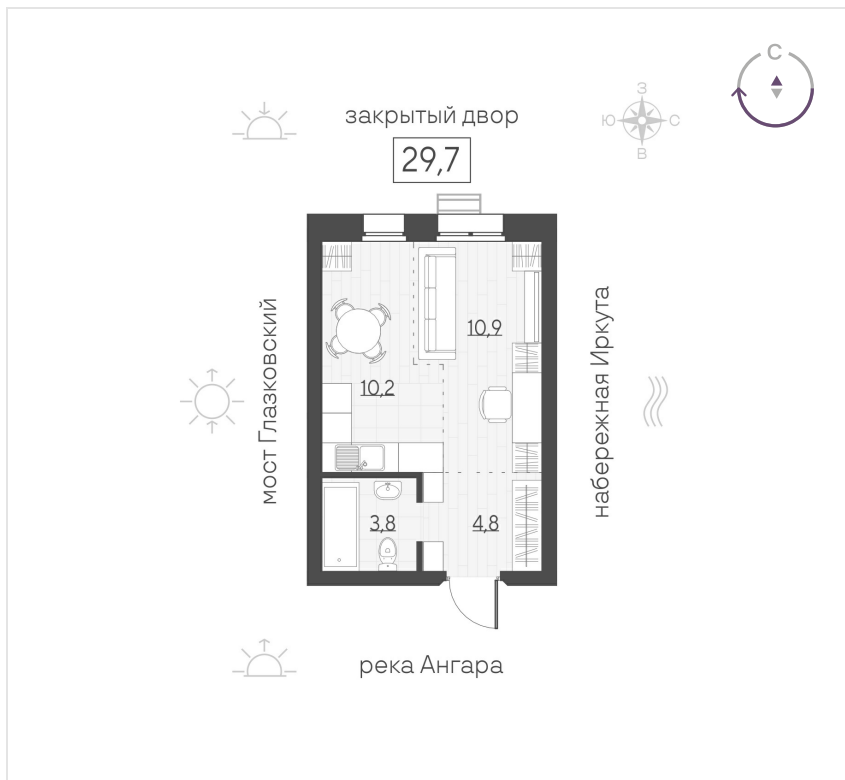 С
закрытый двор
З
Ю
С
В
29,7
мост Глазковский
10,9
10,2
набережная Иркута
3,8
4,8
река Ангара